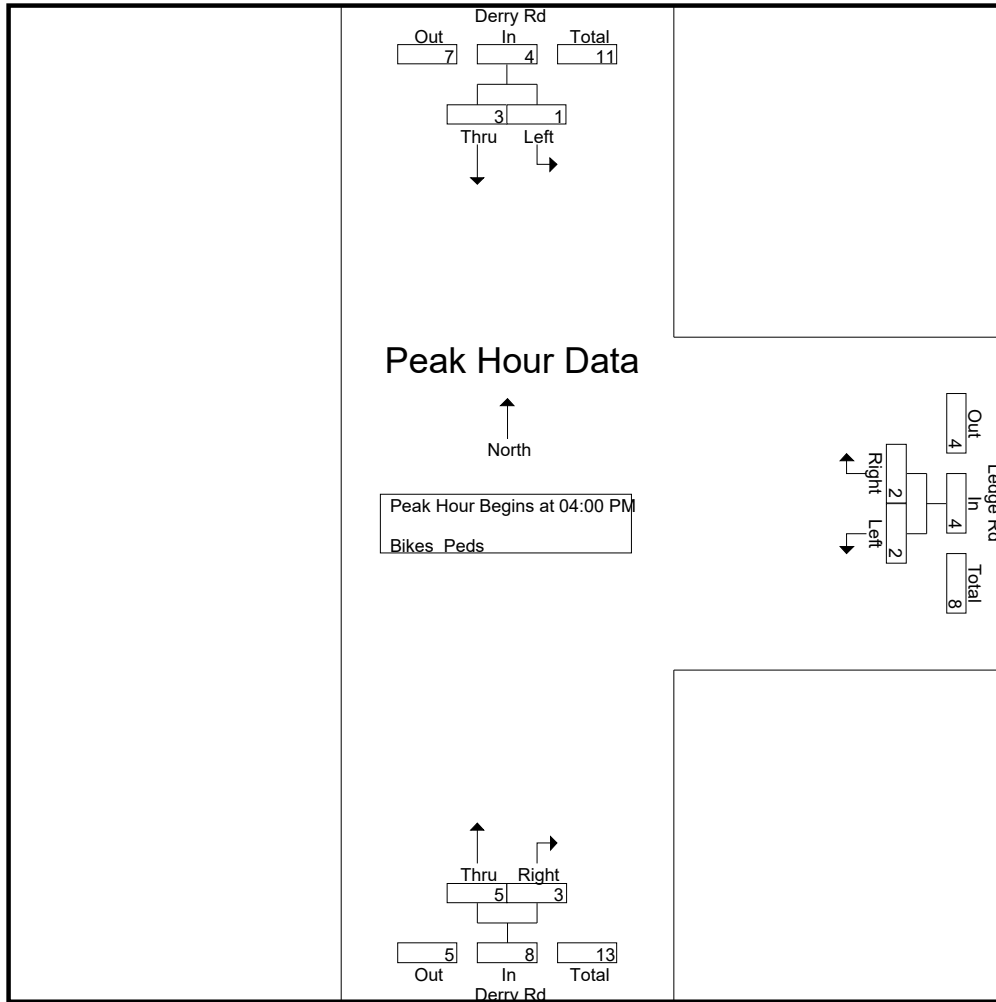 Derry Rd
Out In Total
7 4 11
3 1
Thru Left
Peak Hour Data
North
Peak Hour Begins at 04:00 PM
Bikes Peds
Ledge Rd
Out In Total
4 4 8
Right Left
2 2
Thru Right
5 3
5 8 13
Out In Total
Derry Rd